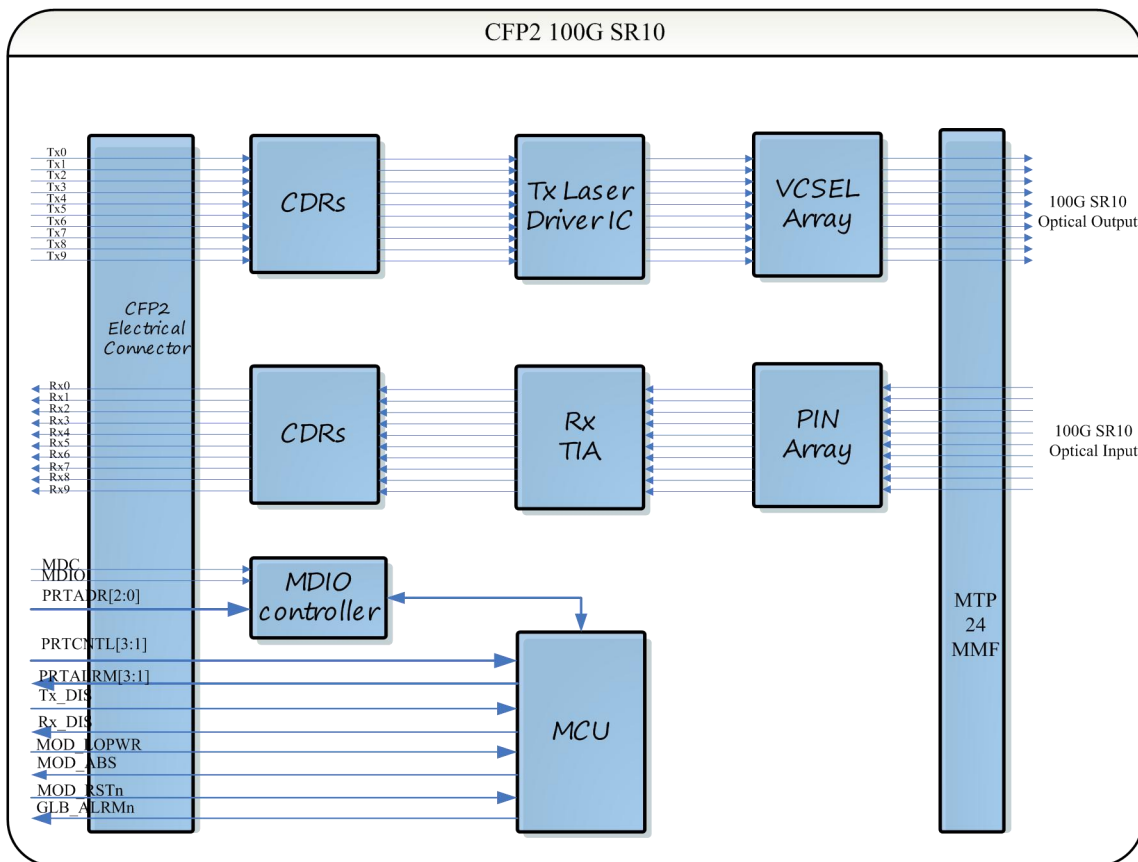 CFP2 100G SR10
Tx0
Tx1
Tx2
Tx3
Tx4
Tx5
Tx6
Tx7
Tx8
Tx9
CDRs
Tx Laser
Driver IC
VCSEL
Array
100G SR10
Optical Output
CFP2
Electrical
Connector
Rx0
Rx1
Rx2
Rx3
Rx4
Rx5
Rx6
Rx7
Rx8
Rx9
CDRs
Rx
TIA
PIN
Array
100G SR10
Optical Input
MDC
MDIO
PRTADR[2:0]
MDIO
controller
PRTCNTL[3:1]
PRTALRM[3:1]
Tx_DIS
Rx_DIS
MOD_LOPWR
MOD_ABS
MOD_RSTn
GLB_ALRMn
MCU
MTP
24
MMF